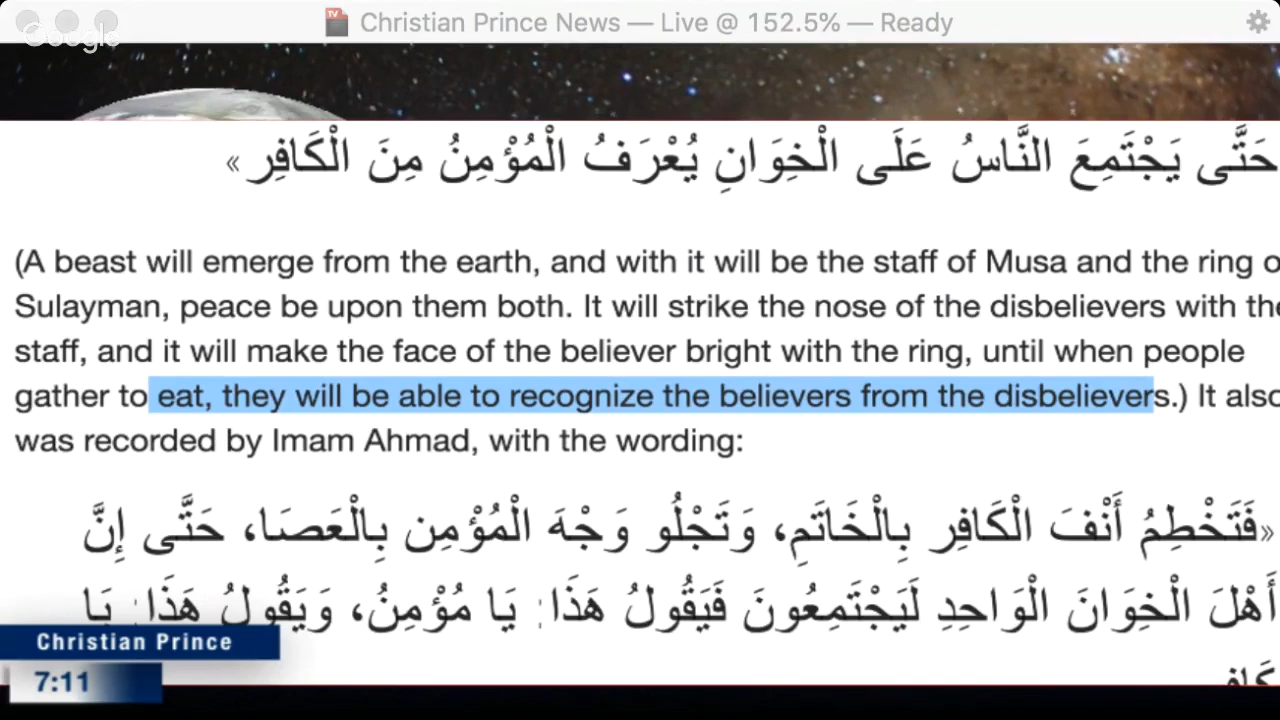 Google
TV
Christian Prince News — Live @ 152.5% — Ready
حَتَّى يَجْتَمِعَ النَّاسُ عَلَى الْخِوَانِ يُعْرَفُ الْمُؤْمِنُ مِنَ الْكَافِرِ»
(A beast will emerge from the earth, and with it will be the staff of Musa and the ring o
Sulayman, peace be upon them both. It will strike the nose of the disbelievers with the
staff, and it will make the face of the believer bright with the ring, until when people
gather to eat, they will be able to recognize the believers from the disbelievers.) It also
was recorded by Imam Ahmad, with the wording:
«فَتَخْطِمُ أَنْفَ الْكَافِرِ بِالْخَاتَمِ، وَتَجْلُو وَجْهَ الْمُؤْمِنِ بِالْعَصَا، حَتَّى إِنَّ
أَهْلَ الْخِوَانَ الْوَاحِدِ لَيَجْتَمِعُونَ فَيَقُولُ هَذَا: يَا مُؤْمِنُ، وَيَقُولُ هَذَا: يَا
Christian Prince
7:11